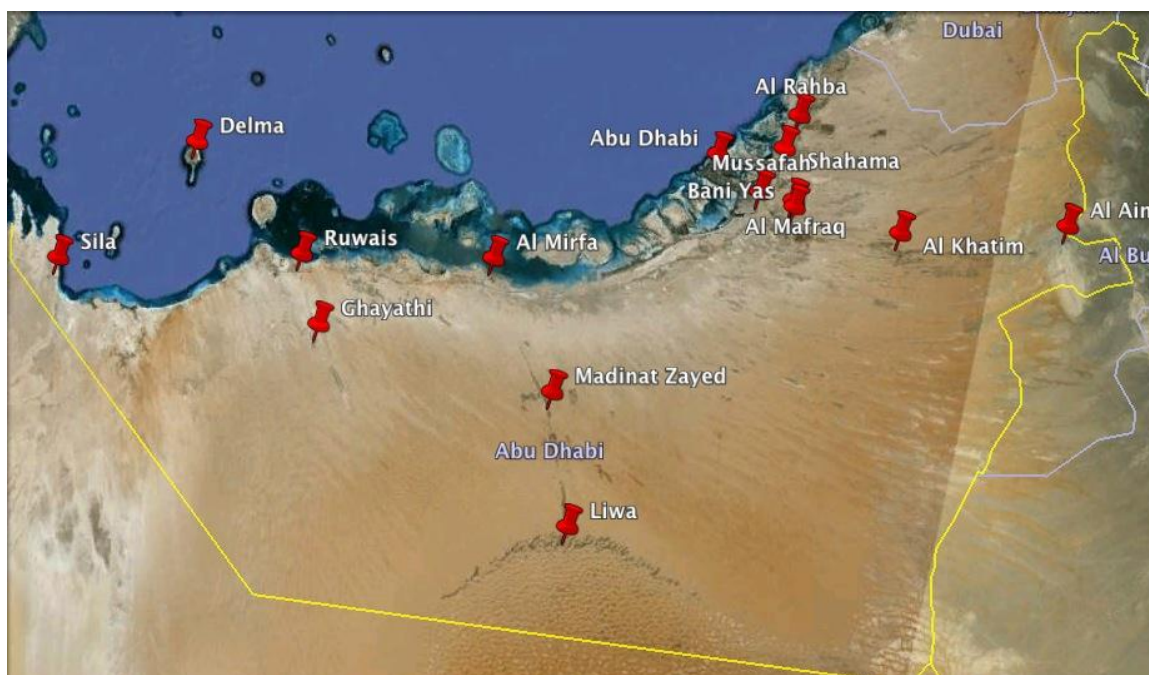 Dubai
Al Rahba
Delma
Abu Dhabi
Mussafah
Shahama
Bani Yas
Al Mafraq
Al Ain
Sila
Ruwais
Al Mirfa
Al Khatim
Al Bu
Ghayathi
Madinat Zayed
Abu Dhabi
Liwa